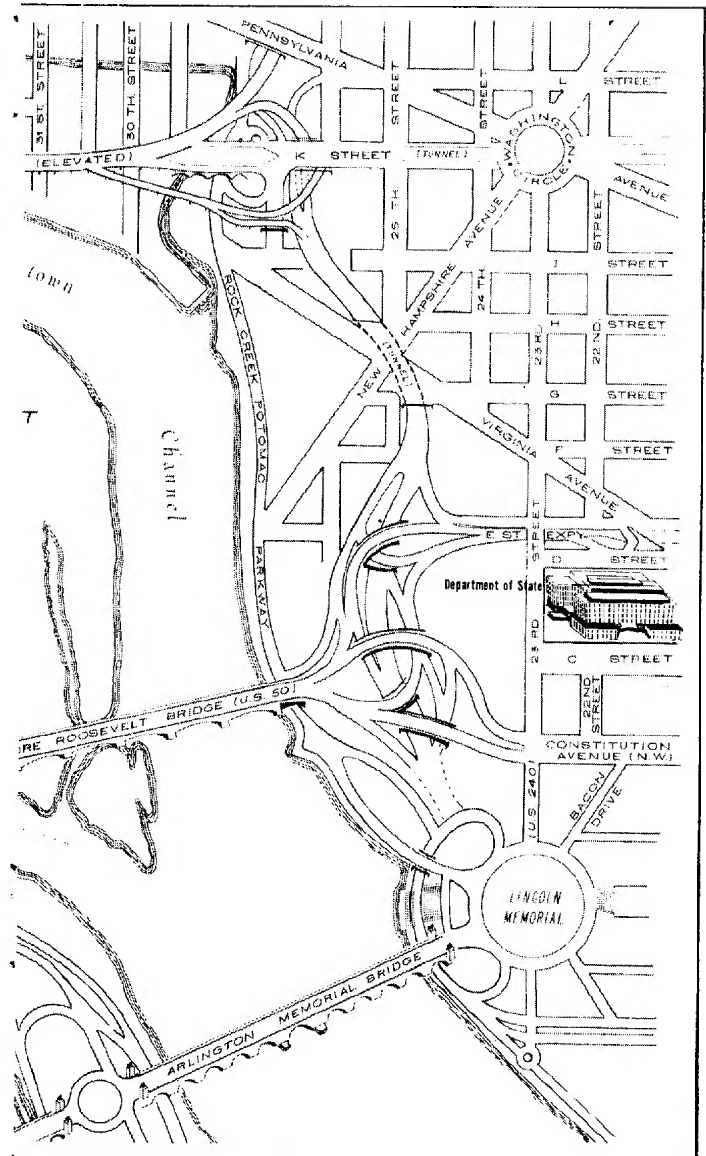 PENNSYLVANIA
31 ST. STREET
30 TH. STREET
STREET
STREET
L STREET
(ELEVATED)
K STREET (TUNNEL)
WASHINGTON CIRCLE
AVENUE
25 TH.
24 TH.
STREET
NEW HAMPSHIRE AVENUE
I STREET
town
ROCK CREEK POTOMAC PARKWAY
H STREET
23 RD
22 ND.
(TUNNEL)
G STREET
T
Channel
VIRGINIA AVENUE
F STREET
E ST. EXPY
STREET
D STREET
Department of State
23 RD
C STREET
22ND STREET
ORE ROOSEVELT BRIDGE (U.S. 50)
CONSTITUTION
AVENUE (N.W.)
(U.S. 240)
BACON DRIVE
LINCOLN
MEMORIAL
ARLINGTON MEMORIAL BRIDGE